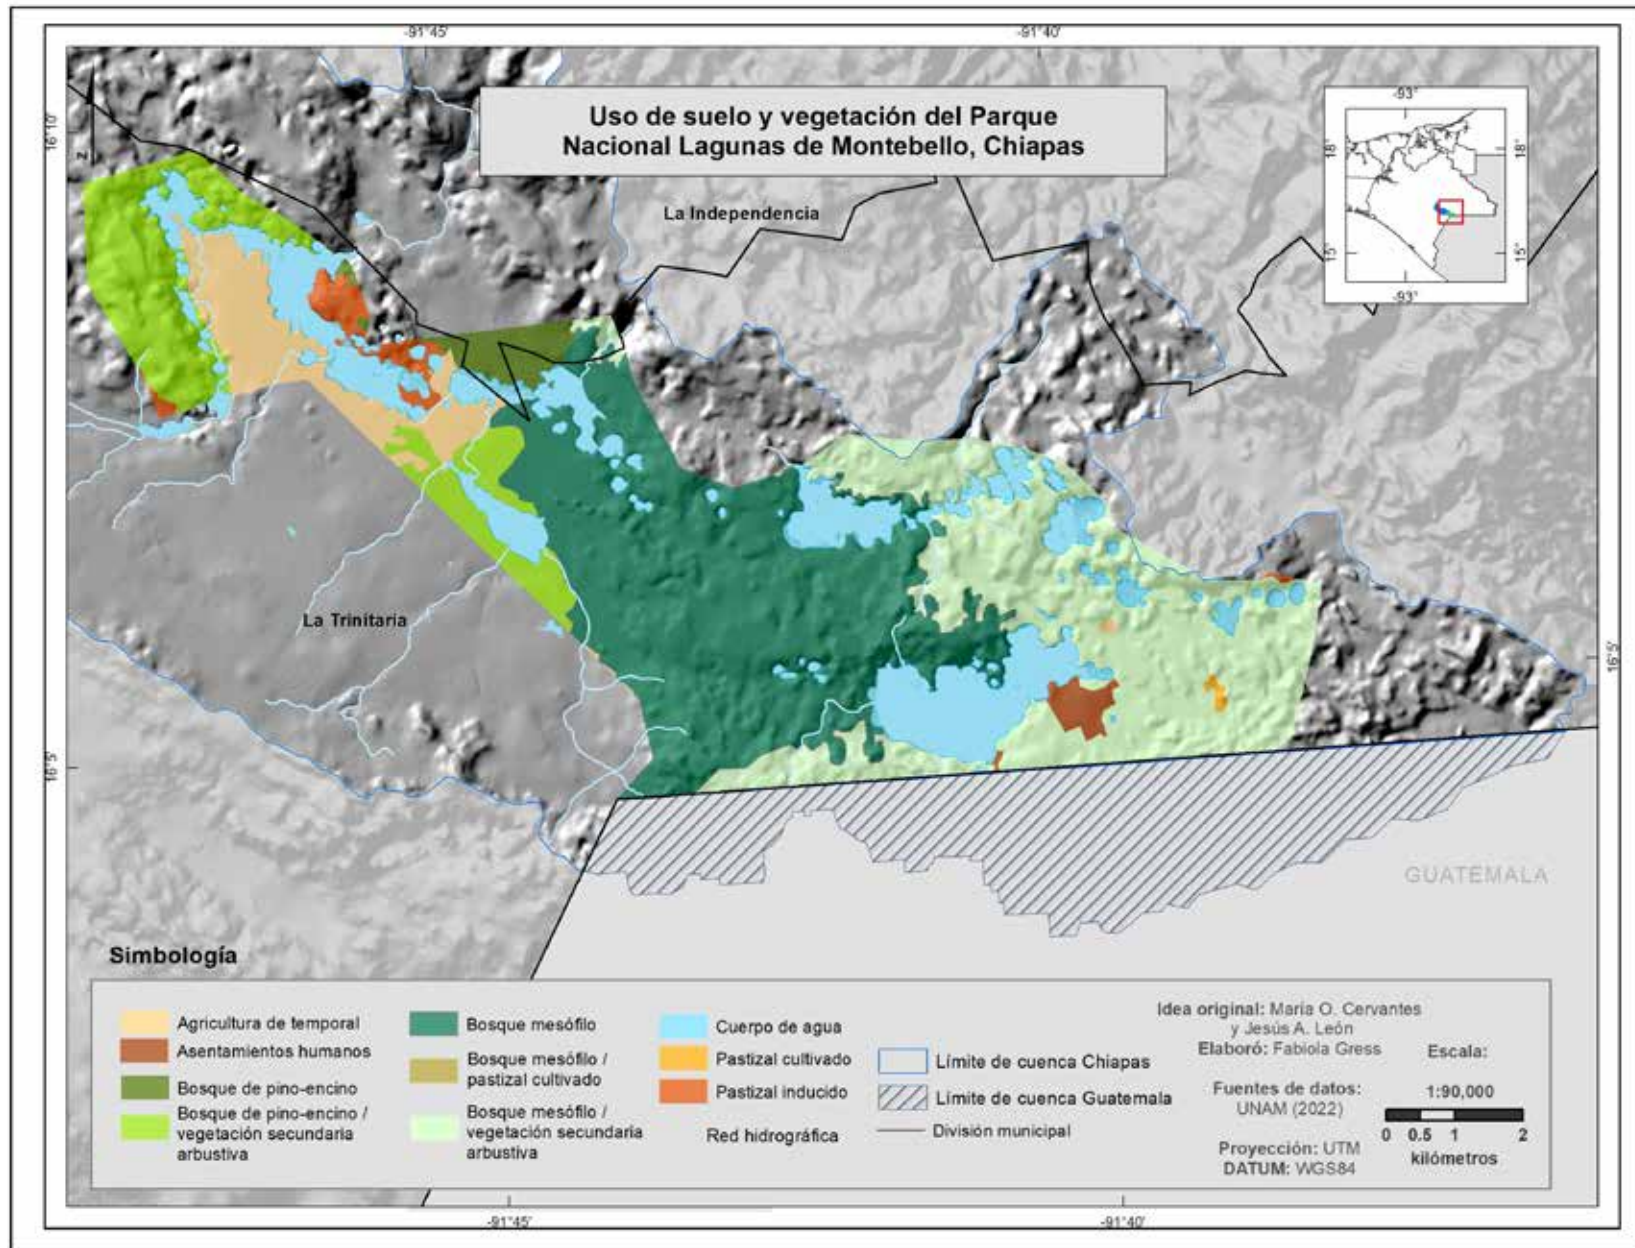 -91°45'
-91°40'
Uso de suelo y vegetación del Parque
Nacional Lagunas de Montebello, Chiapas
-93°
18°
18°
15°
15°
-93°
16°10'
N
La Independencia
La Trinitaria
16°5'
16°5'
GUATEMALA
Simbología
Agricultura de temporal
Asentamientos humanos
Bosque de pino-encino
Bosque de pino-encino /
vegetación secundaria
arbustiva
Bosque mesófilo
Bosque mesófilo /
pastizal cultivado
Bosque mesófilo /
vegetación secundaria
arbustiva
Cuerpo de agua
Pastizal cultivado
Pastizal inducido
Red hidrográfica
Límite de cuenca Chiapas
Límite de cuenca Guatemala
División municipal
Idea original: María O. Cervantes
y Jesús A. León
Elaboró: Fabiola Gress
Fuentes de datos:
UNAM (2022)
Proyección: UTM
DATUM: WGS84
Escala:
1:90,000
0 0.5 1 2
kilómetros
-91°45'
-91°40'